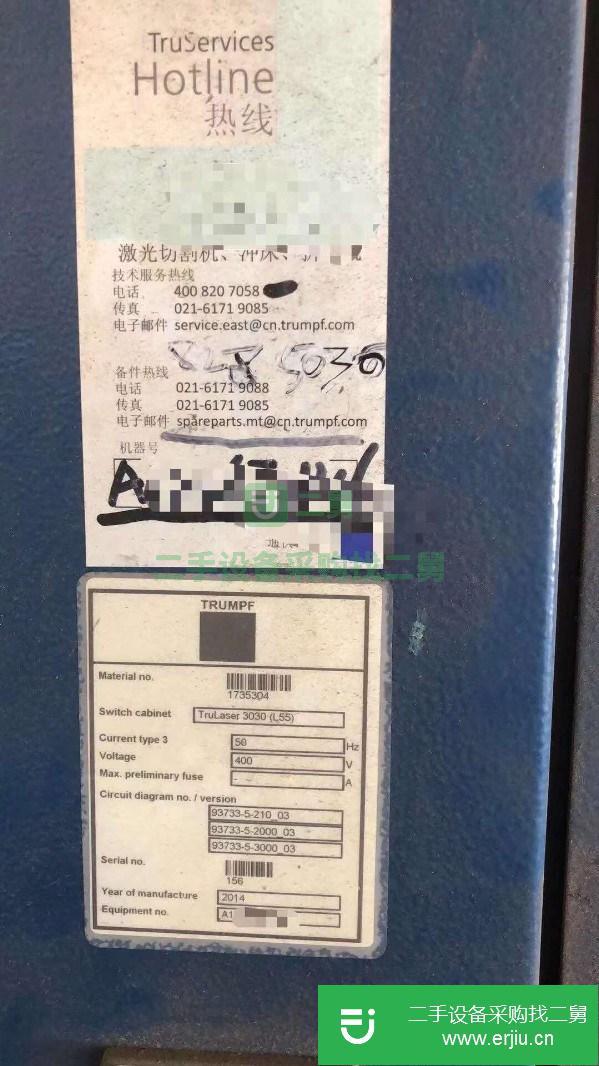 TruServices
Hotline
热线
激光切割机、冲床、折
技术服务热线
电话 400 820 7058
传真 021-6171 9085
电子邮件 service.east@cn.trumpf.com
5030
备件热线
电话 021-6171 9088
传真 021-6171 9085
电子邮件 spareparts.mt@cn.trumpf.com
机器号
A
二舅
二手设备采购找二舅
TRUMPF
Material no.
1735304
Switch cabinet TruLaser 3030 (L55)
Current type 3 50 Hz
Voltage 400 V
Max. preliminary fuse - A
Circuit diagram no. / version
93733-5-210_03
93733-5-2000_03
93733-5-3000_03
Serial no.
156
Year of manufacture 2014
Equipment no. A1
二手设备采购找二舅
www.erjiu.cn